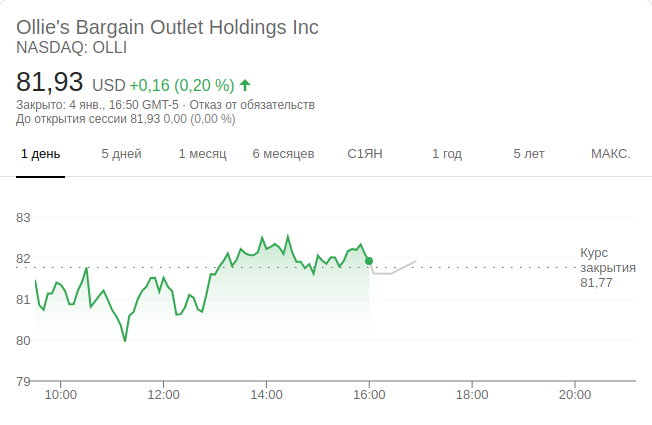 Ollie's Bargain Outlet Holdings Inc
NASDAQ: OLLI
81,93 USD +0,16 (0,20 %)
Закрыто: 4 янв., 16:50 GMT-5 · Отказ от обязательств
До открытия сессии 81,93 0,00 (0,00 %)
1 день 5 дней 1 месяц 6 месяцев С1ЯН 1 год 5 лет МАКС.
83
82
81
80
79
Курс
закрытия
81,77
10:00 12:00 14:00 16:00 18:00 20:00